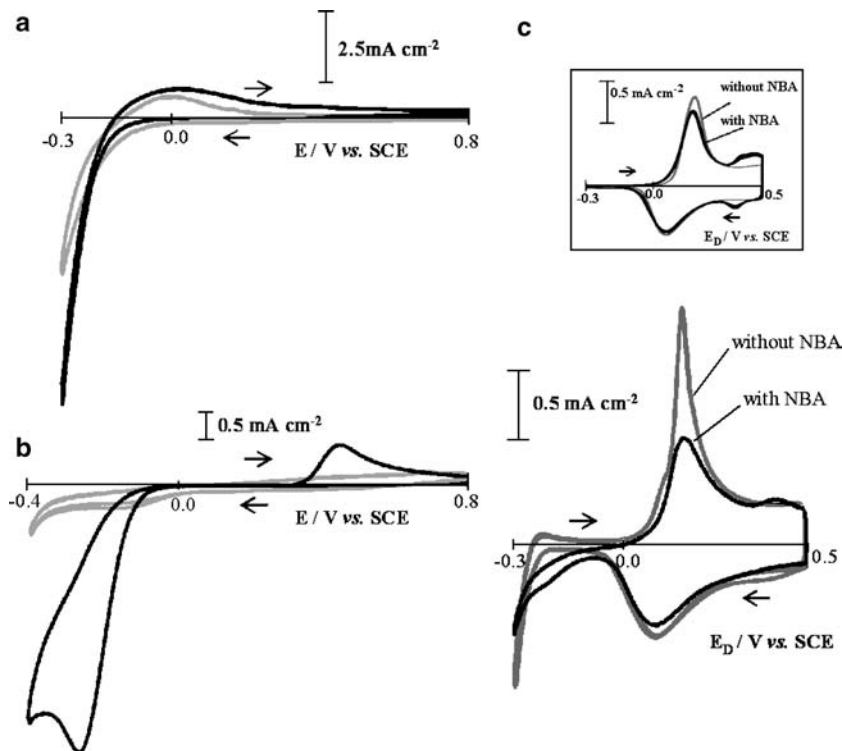 a
2.5mA cm-2
-0.3
0.0
0.8
E / V vs. SCE
b
0.5 mA cm-2
-0.4
0.0
0.8
E / V vs. SCE
c
0.5 mA cm-2
without NBA
with NBA
-0.3
0.0
0.5
ED / V vs. SCE
without NBA
0.5 mA cm-2
with NBA
-0.3
0.0
0.5
ED / V vs. SCE